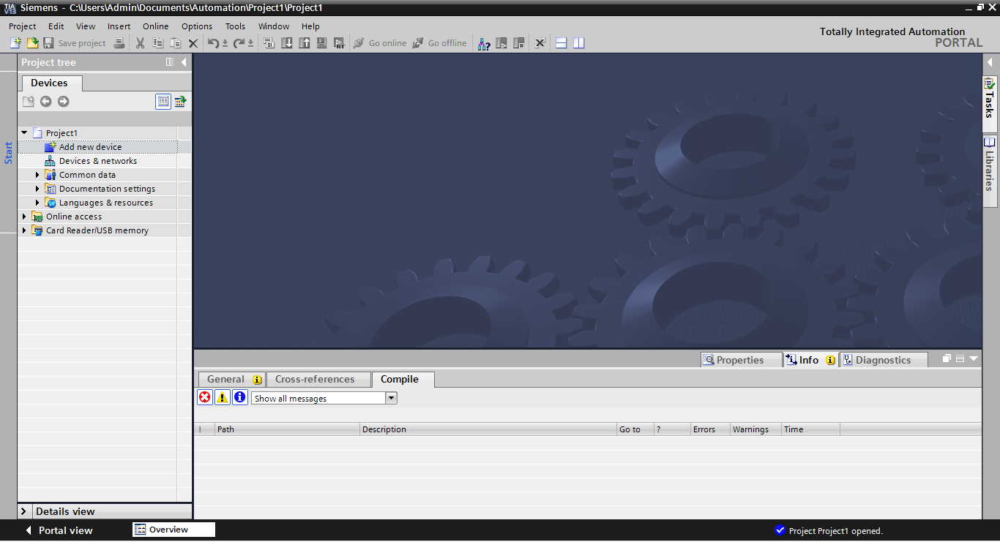 TIA V13 Siemens - C:\Users\Admin\Documents\Automation\Project1\Project1
Project Edit View Insert Online Options Tools Window Help
Totally Integrated Automation
PORTAL
Save project Go online Go offline
Project tree
Devices
Start
Project1
Add new device
Devices & networks
Common data
Documentation settings
Languages & resources
Online access
Card Reader/USB memory
Tasks
Libraries
Properties Info Diagnostics
General Cross-references Compile
Show all messages
! Path Description Go to ? Errors Warnings Time
Details view
Portal view Overview Project Project1 opened.